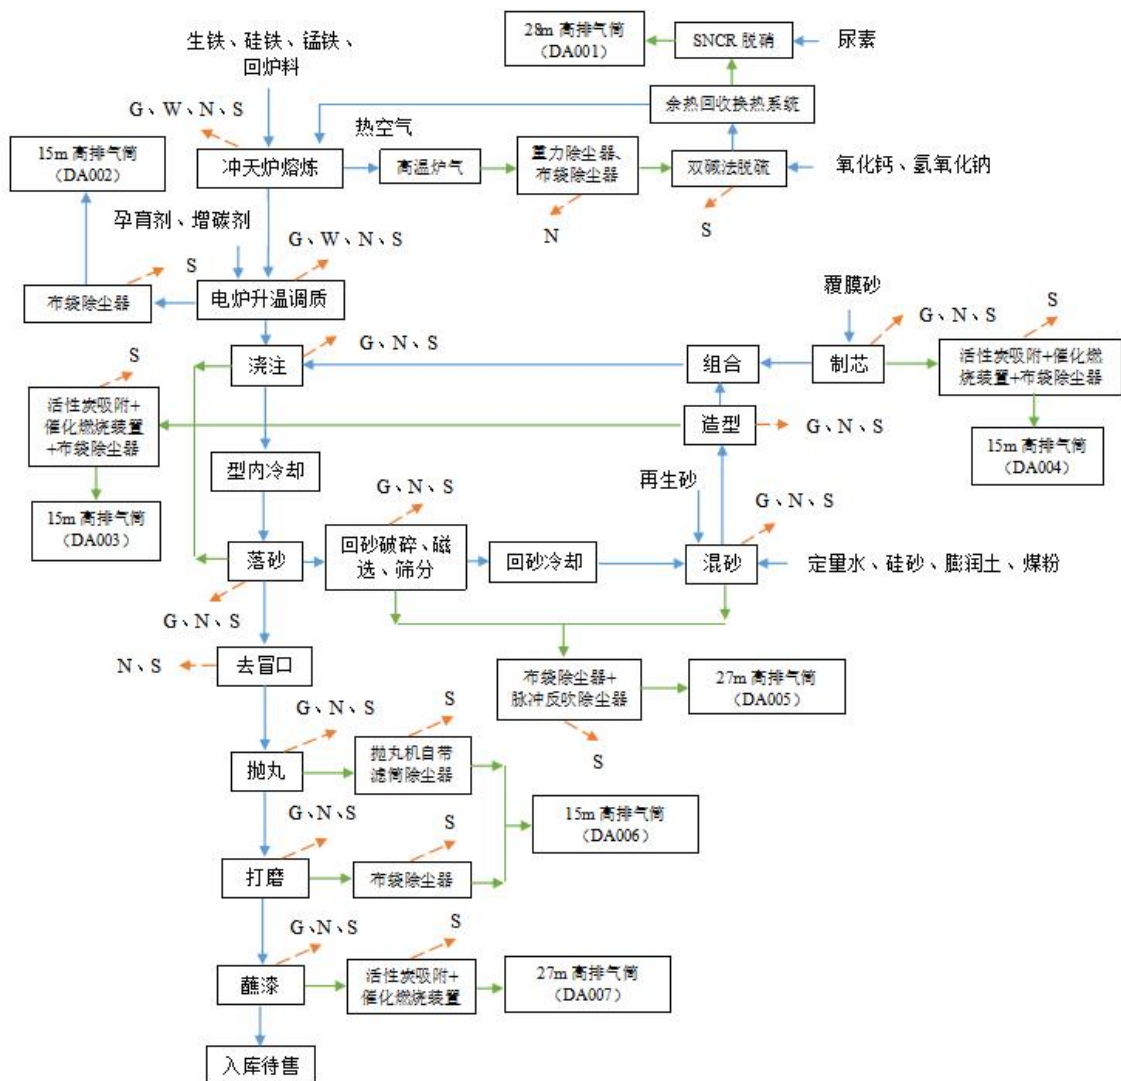 生铁、硅铁、锰铁、
回炉料
28m 高排气筒
（DA001）
SNCR 脱硝
尿素
G、W、N、S
热空气
余热回收换热系统
15m 高排气筒
（DA002）
冲天炉熔炼
高温炉气
重力除尘器、
布袋除尘器
双碱法脱硫
氧化钙、氢氧化钠
N
S
孕育剂、增碳剂
G、W、N、S
S
布袋除尘器
电炉升温调质
覆膜砂
G、N、S
S
G、N、S
浇注
组合
制芯
活性炭吸附+催化燃
烧装置+布袋除尘器
S
活性炭吸附+
催化燃烧装置
+布袋除尘器
造型
G、N、S
15m 高排气筒
（DA004）
型内冷却
再生砂
G、N、S
G、N、S
15m 高排气筒
（DA003）
落砂
回砂破碎、磁
选、筛分
回砂冷却
混砂
定量水、硅砂、膨润土、煤粉
G、N、S
N、S
去冒口
布袋除尘器+
脉冲反吹除尘器
27m 高排气筒
（DA005）
G、N、S
S
S
抛丸
抛丸机自带
滤筒除尘器
15m 高排气筒
（DA006）
G、N、S
S
打磨
布袋除尘器
G、N、S
S
蘸漆
活性炭吸附+
催化燃烧装置
27m 高排气筒
（DA007）
入库待售